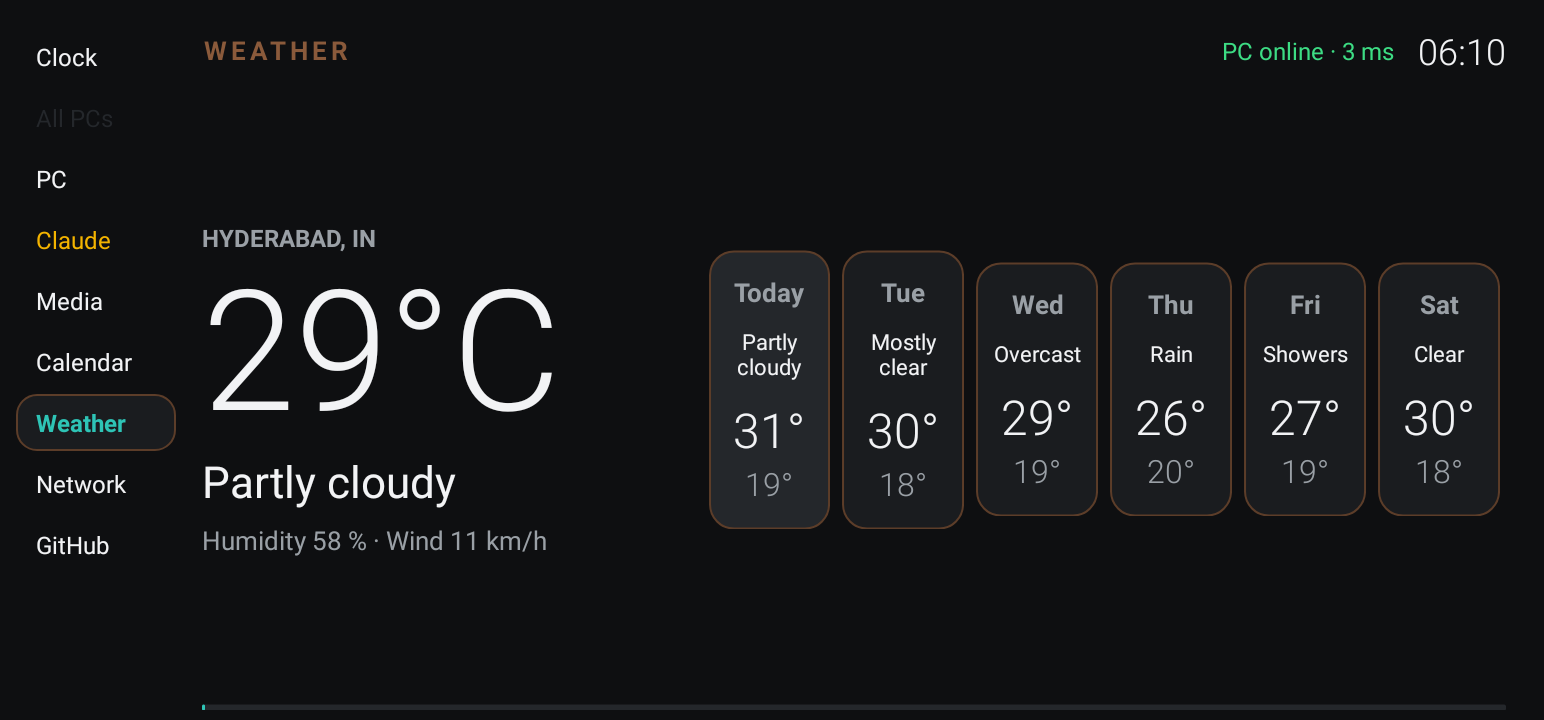 Clock
All PCs
PC
Claude
Media
Calendar
Weather
Network
GitHub
WEATHER
PC online · 3 ms
06:10
HYDERABAD, IN
29°C
Partly cloudy
Humidity 58 % · Wind 11 km/h
Today
Partly
cloudy
31°
19°
Tue
Mostly
clear
30°
18°
Wed
Overcast
29°
19°
Thu
Rain
26°
20°
Fri
Showers
27°
19°
Sat
Clear
30°
18°